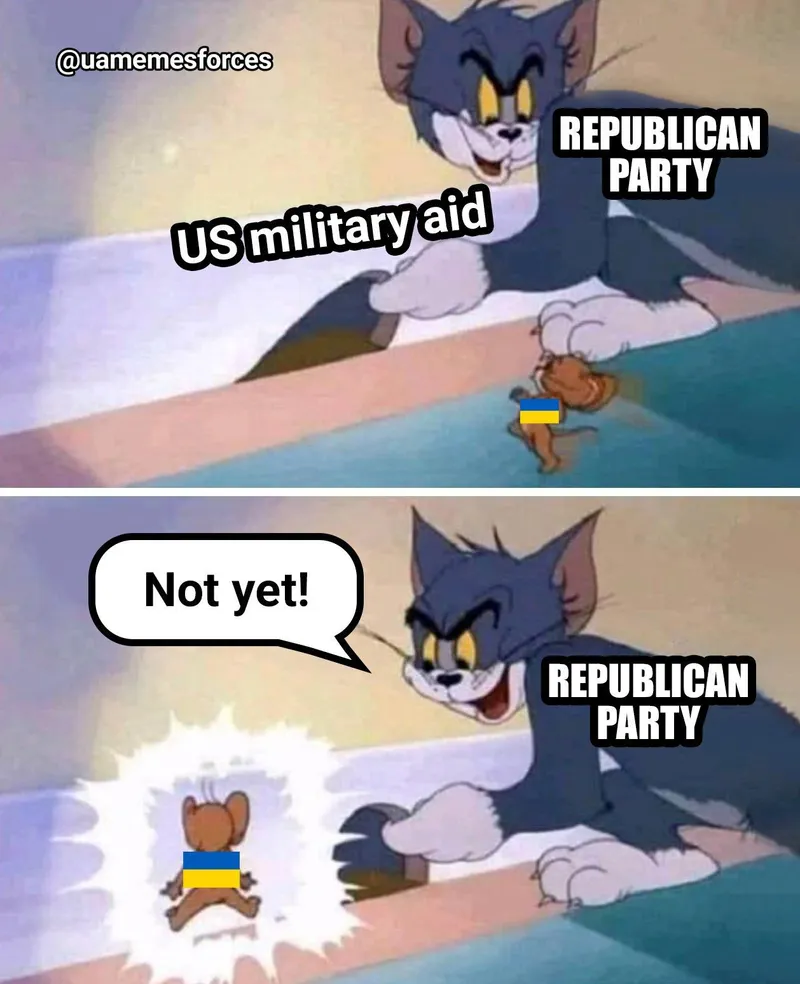 @uamemesforces
REPUBLICAN
PARTY
US military aid
Not yet!
REPUBLICAN
PARTY